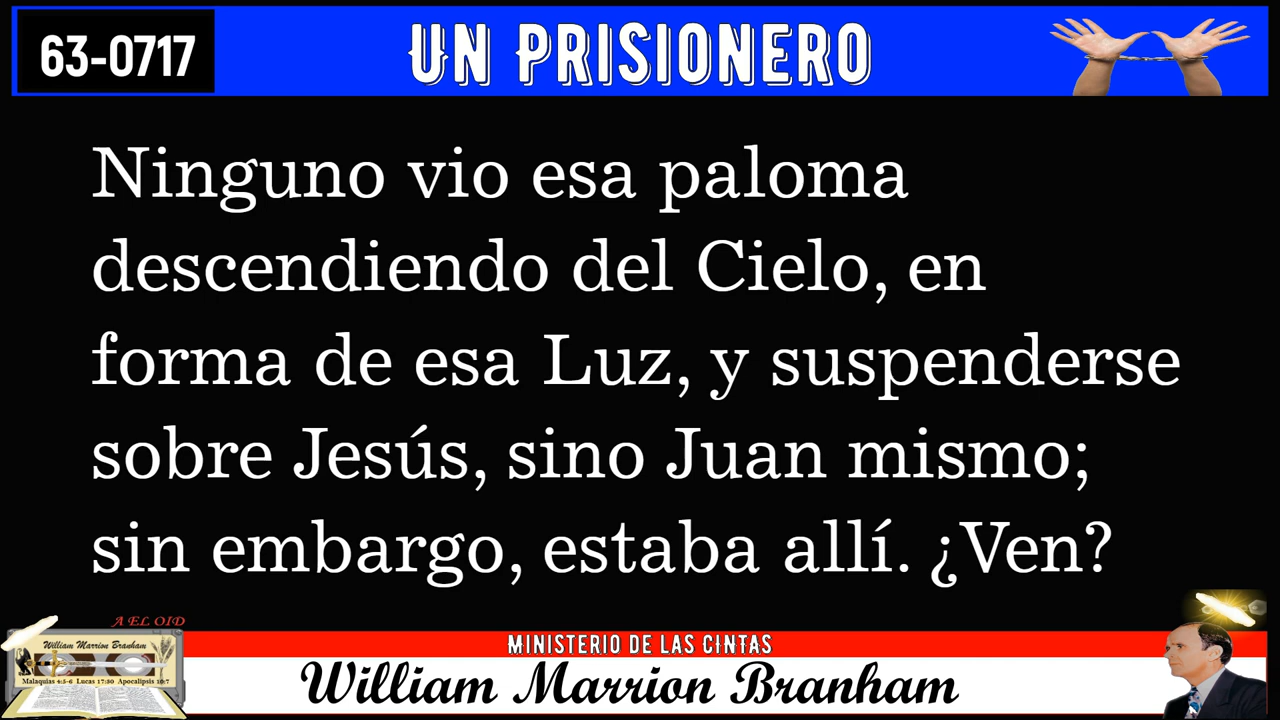 63-0717
UN PRISIONERO
Ninguno vio esa paloma
descendiendo del Cielo, en
forma de esa Luz, y suspenderse
sobre Jesús, sino Juan mismo;
sin embargo, estaba allí. ¿Ven?
A EL OID
William Marrion Branham
Malaquias 4:5-6 Lucas 17:30 Apocalipsis 10:7
MINISTERIO DE LAS CINTAS
William Marrion Branham